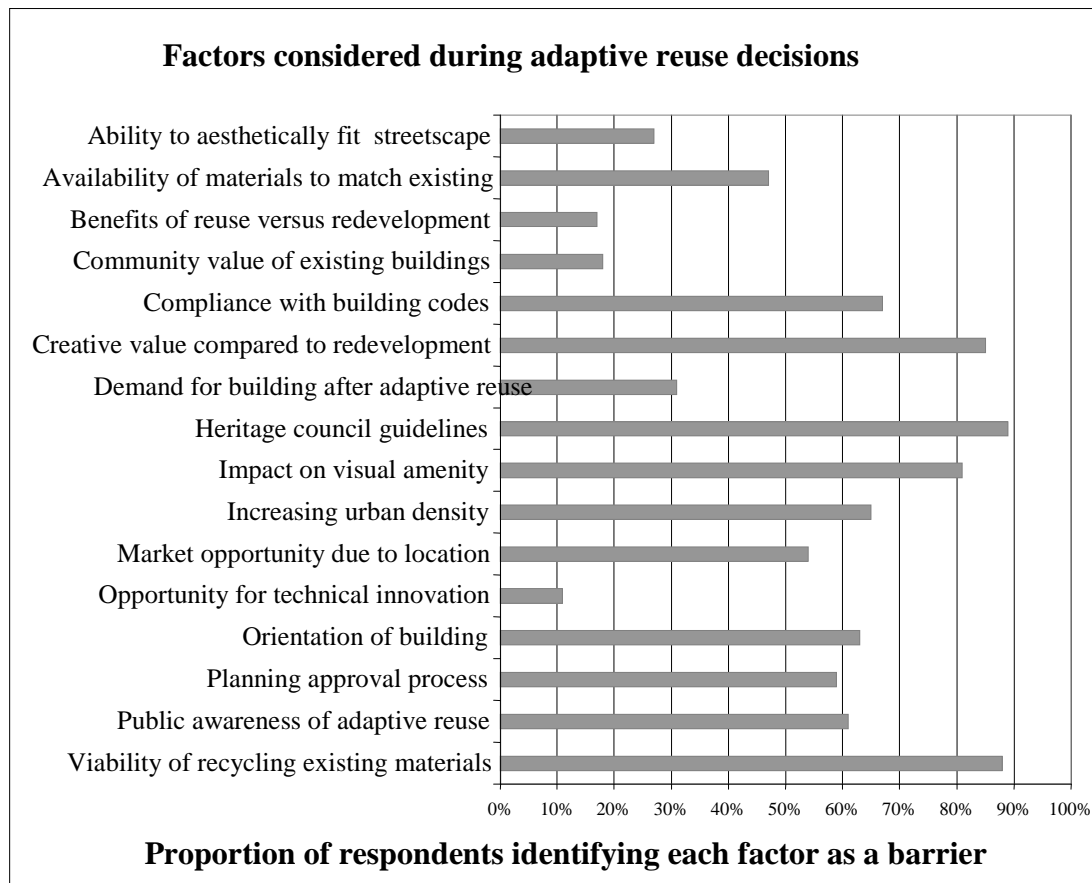 Factors considered during adaptive reuse decisions
Ability to aesthetically fit streetscape
Availability of materials to match existing
Benefits of reuse versus redevelopment
Community value of existing buildings
Compliance with building codes
Creative value compared to redevelopment
Demand for building after adaptive reuse
Heritage council guidelines
Impact on visual amenity
Increasing urban density
Market opportunity due to location
Opportunity for technical innovation
Orientation of building
Planning approval process
Public awareness of adaptive reuse
Viability of recycling existing materials
0% 10% 20% 30% 40% 50% 60% 70% 80% 90% 100%
Proportion of respondents identifying each factor as a barrier